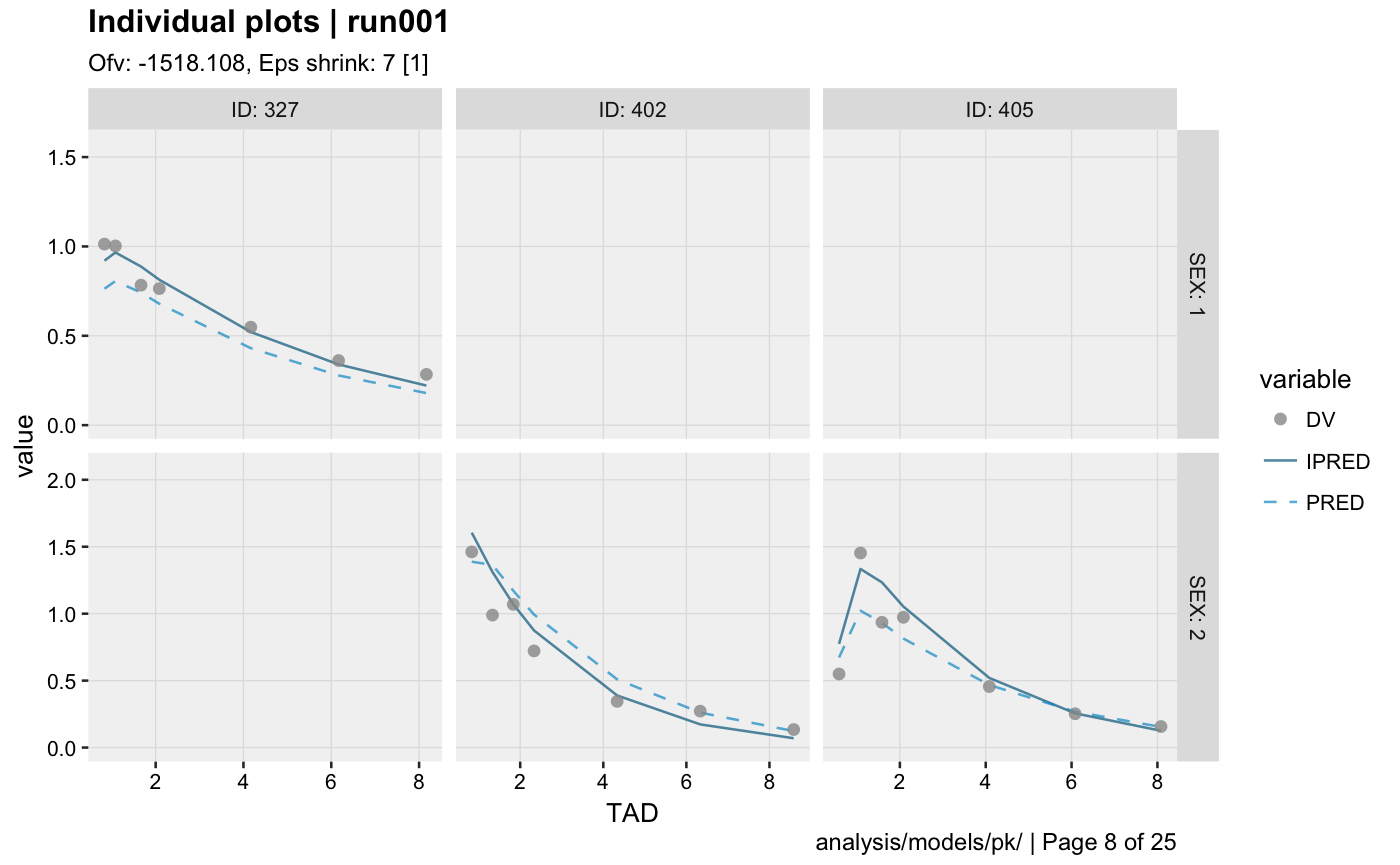 Individual plots | run001
Ofv: -1518.108, Eps shrink: 7 [1]
ID: 327
ID: 402
ID: 405
1.5
1.0
0.5
0.0
SEX: 1
value
2.0
1.5
1.0
0.5
0.0
SEX: 2
2 4 6 8
2 4 6 8
2 4 6 8
TAD
variable
DV
IPRED
PRED
analysis/models/pk/ | Page 8 of 25